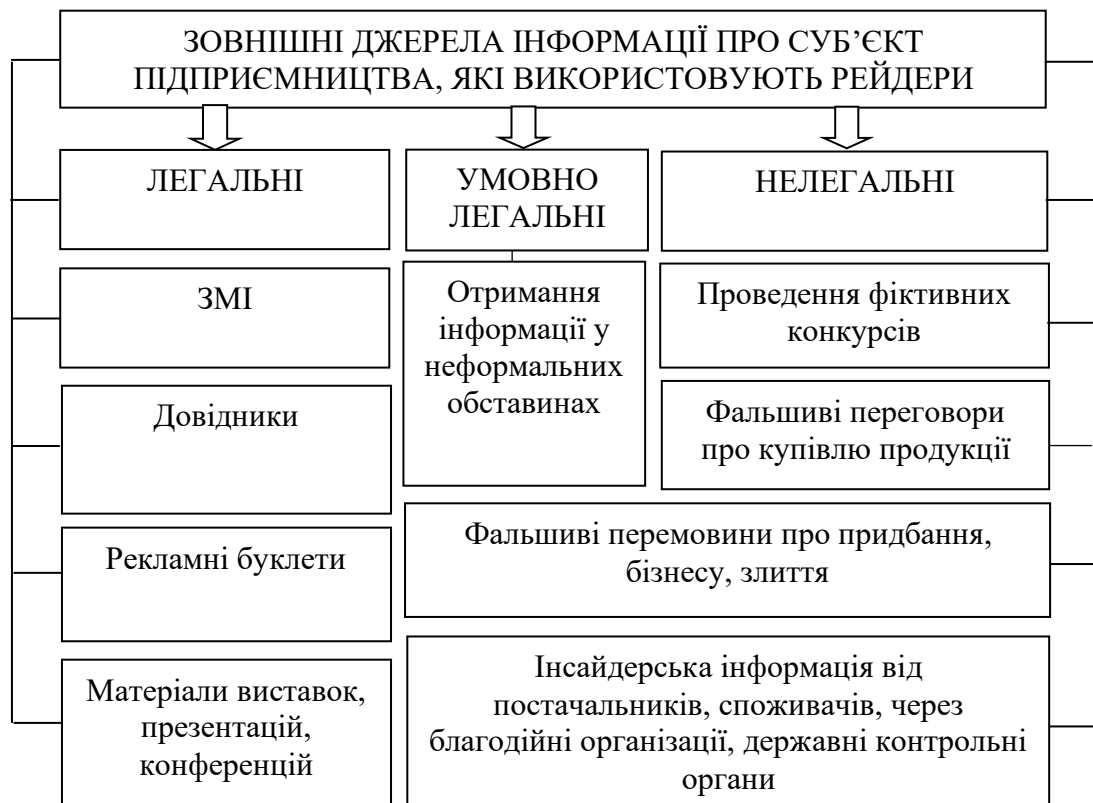 ЗОВНІШНІ ДЖЕРЕЛА ІНФОРМАЦІЇ ПРО СУБ’ЄКТ
ПІДПРИЄМНИЦТВА, ЯКІ ВИКОРИСТОВУЮТЬ РЕЙДЕРИ
ЛЕГАЛЬНІ
УМОВНО
ЛЕГАЛЬНІ
НЕЛЕГАЛЬНІ
ЗМІ
Отримання
інформації у
неформальних
обставинах
Проведення фіктивних
конкурсів
Довідники
Фальшиві переговори
про купівлю продукції
Рекламні буклети
Фальшиві перемовини про придбання,
бізнесу, злиття
Матеріали виставок,
презентацій,
конференцій
Інсайдерська інформація від
постачальників, споживачів, через
благодійні організації, державні контрольні
органи